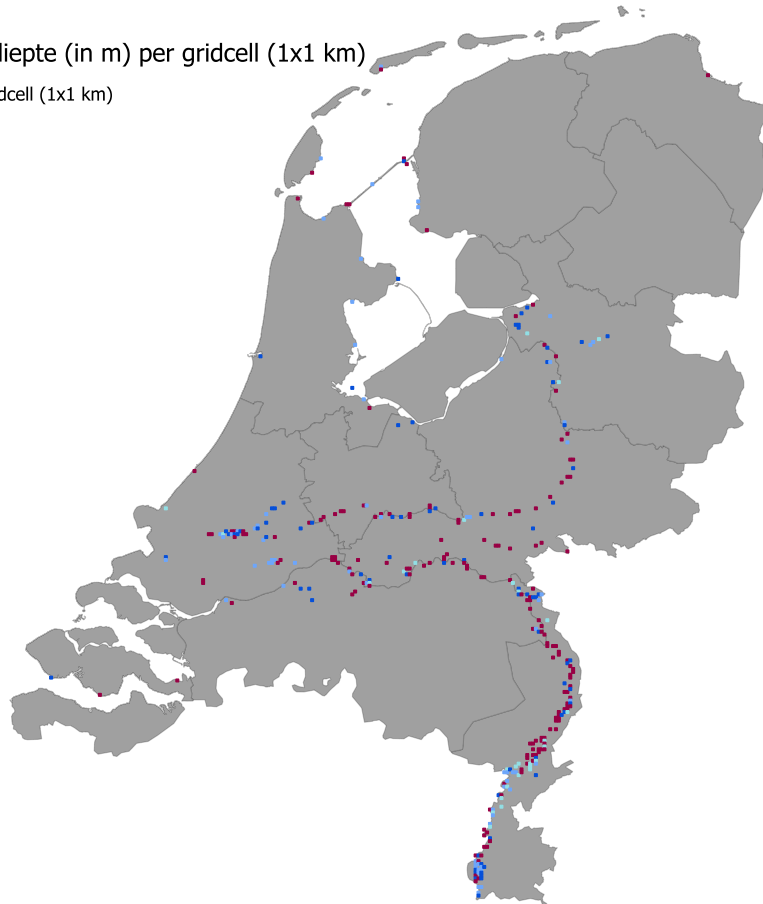 diepte (in m) per gridcell (1x1 km)
dcell (1x1 km)